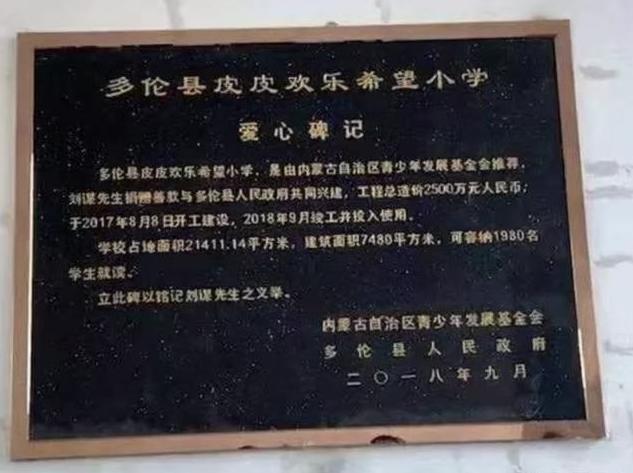 多伦县皮皮欢乐希望小学
爱心碑记
多伦县皮皮欢乐希望小学，是由内蒙古自治区青少年发展基金会推荐，
刘谋先生捐赠善款与多伦县人民政府共同兴建，工程总造价2500万元人民币；
于2017年8月8日开工建设，2018年9月竣工并投入使用。
学校占地面积21411.14平方米，建筑面积7480平方米，可容纳1980名
学生就读。
立此碑以铭记刘谋先生之义举。
内蒙古自治区青少年发展基金会
多伦县人民政府
二〇一八年九月